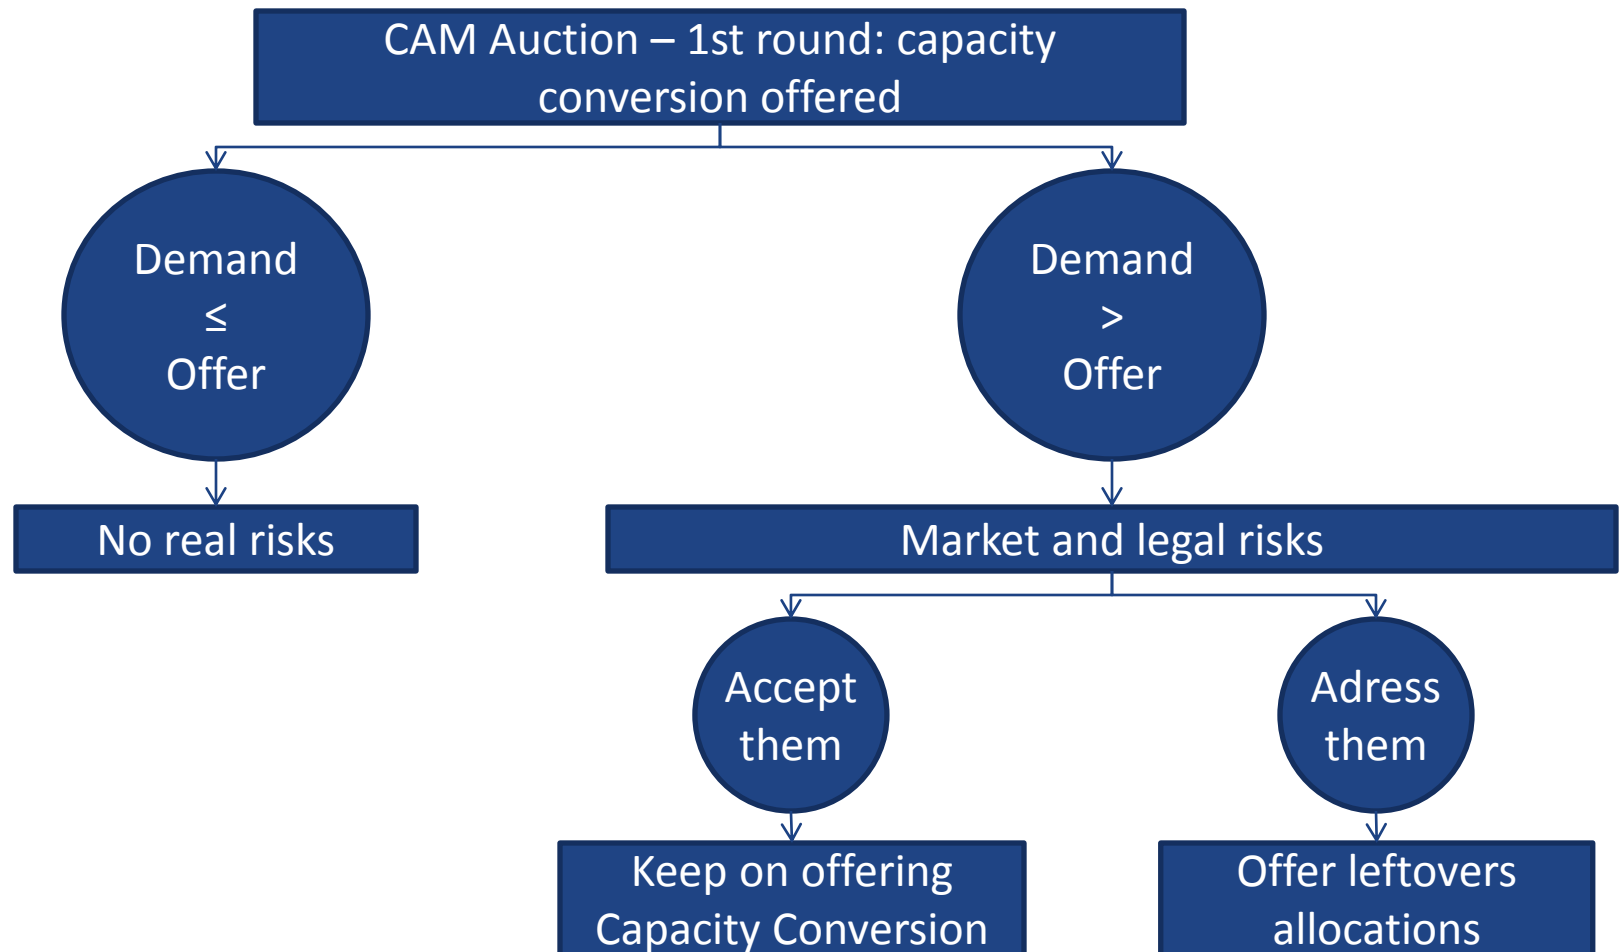 CAM Auction – 1st round: capacity
conversion offered
Demand
≤
Offer
Demand
>
Offer
No real risks
Market and legal risks
Accept
them
Adress
them
Keep on offering
Capacity Conversion
Offer leftovers
allocations